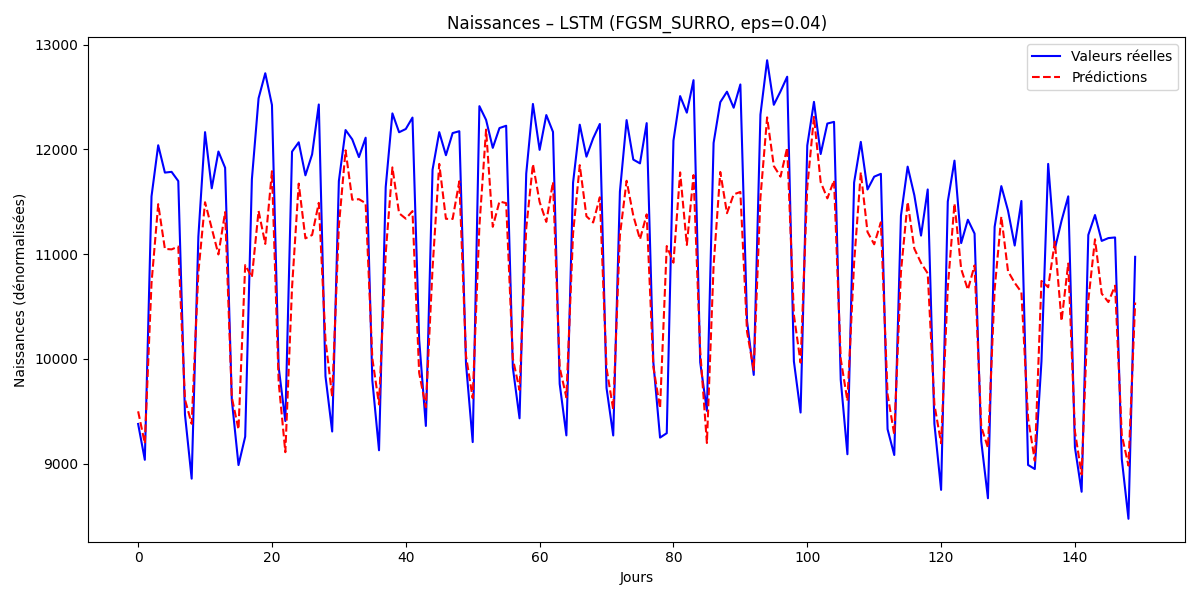 Naissances – LSTM (FGSM_SURRO, eps=0.04)
13000
12000
11000
10000
9000
Naissances (dénormalisées)
Valeurs réelles
Prédictions
0
20
40
60
80
100
120
140
Jours